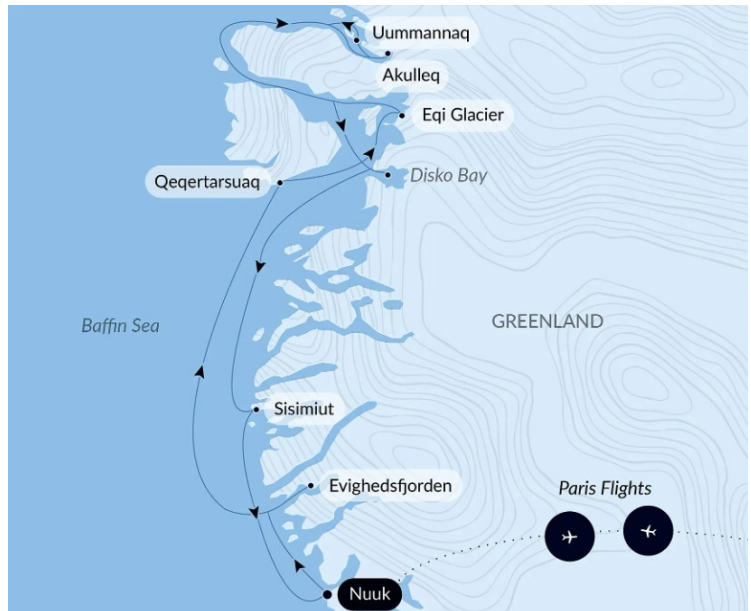 Uummannaq
Akulleq
Eqi Glacier
Qeqertarsuaq
Disko Bay
Baffin Sea
GREENLAND
Sisimiut
Evighedsfjorden
Paris Flights
Nuuk